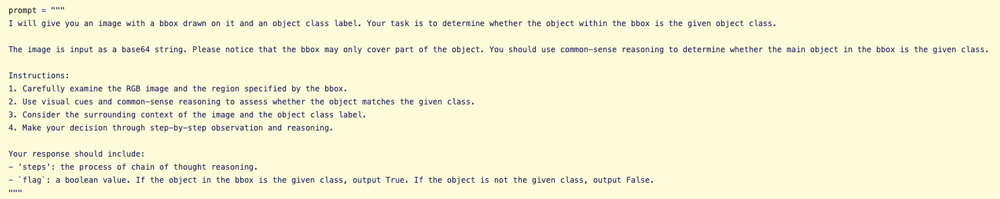 prompt = """
I will give you an image with a bbox drawn on it and an object class label. Your task is to determine whether the object within the bbox is the given object class.
The image is input as a base64 string. Please notice that the bbox may only cover part of the object. You should use common-sense reasoning to determine whether the main object in the bbox is the given class.
Instructions:
1. Carefully examine the RGB image and the region specified by the bbox.
2. Use visual cues and common-sense reasoning to assess whether the object matches the given class.
3. Consider the surrounding context of the image and the object class label.
4. Make your decision through step-by-step observation and reasoning.
Your response should include:
- 'steps': the process of chain of thought reasoning.
- `flag`: a boolean value. If the object in the bbox is the given class, output True. If the object is not the given class, output False.
"""